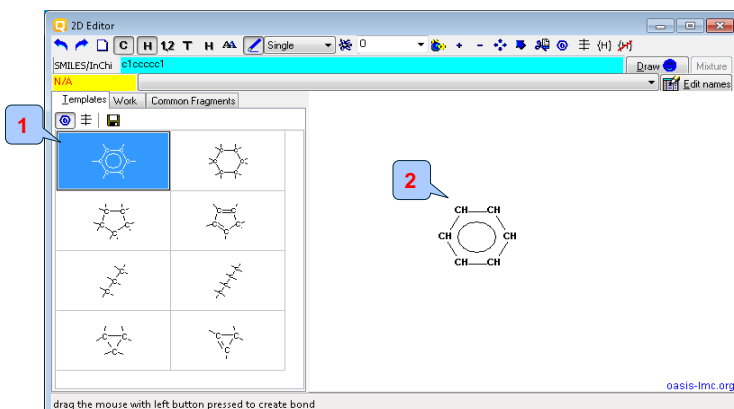 2D Editor
C H 1,2 T H AA Single 0 + - {H} {H}
SMILES/InChi c1ccccc1 Draw Mixture
N/A Edit names
Templates Work Common Fragments
1
2
CH CH
CH CH
CH CH
oasis-lmc.org
drag the mouse with left button pressed to create bond